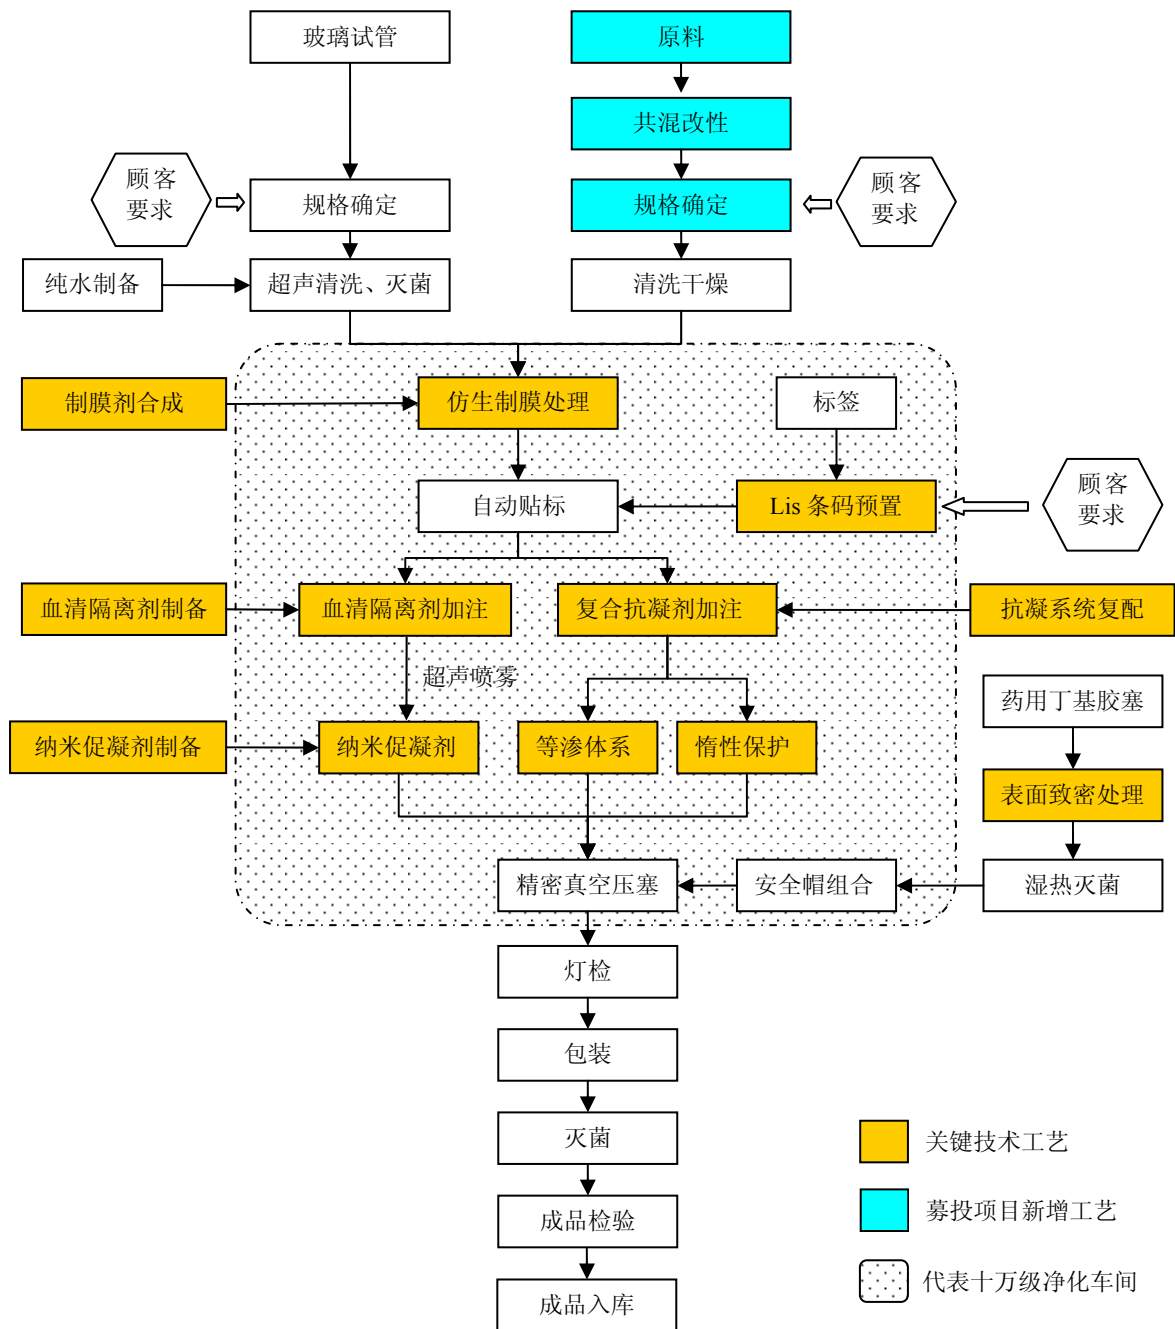 玻璃试管
原料
共混改性
顾客
要求
规格确定
规格确定
顾客
要求
纯水制备
超声清洗、灭菌
清洗干燥
制膜剂合成
仿生制膜处理
标签
自动贴标
Lis 条码预置
顾客
要求
血清隔离剂制备
血清隔离剂加注
复合抗凝剂加注
抗凝系统复配
超声喷雾
药用丁基胶塞
纳米促凝剂制备
纳米促凝剂
等渗体系
惰性保护
表面致密处理
精密真空压塞
安全帽组合
湿热灭菌
灯检
包装
灭菌
关键技术工艺
成品检验
募投项目新增工艺
代表十万级净化车间
成品入库